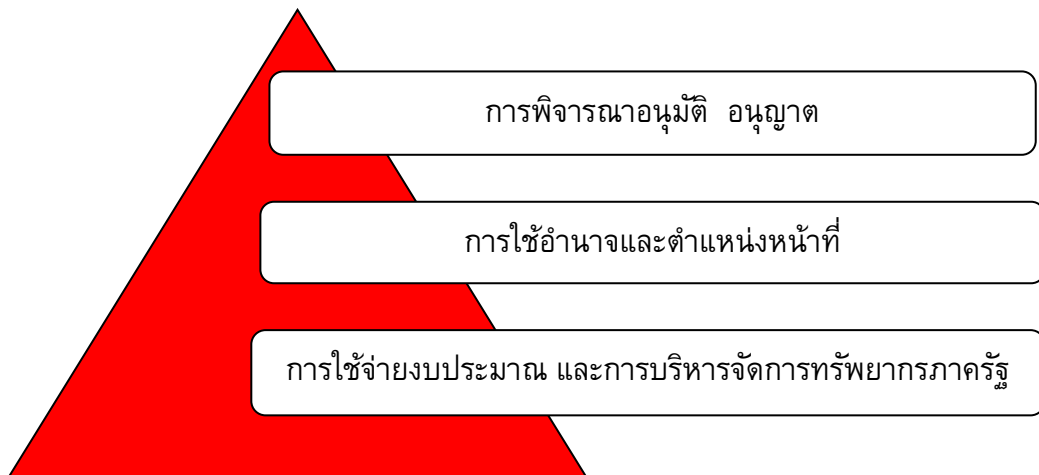 การพิจารณาอนุมัติ อนุญาต
การใช้อำนาจและตำแหน่งหน้าที่
การใช้จ่ายงบประมาณ และการบริหารจัดการทรัพยากรภาครัฐ